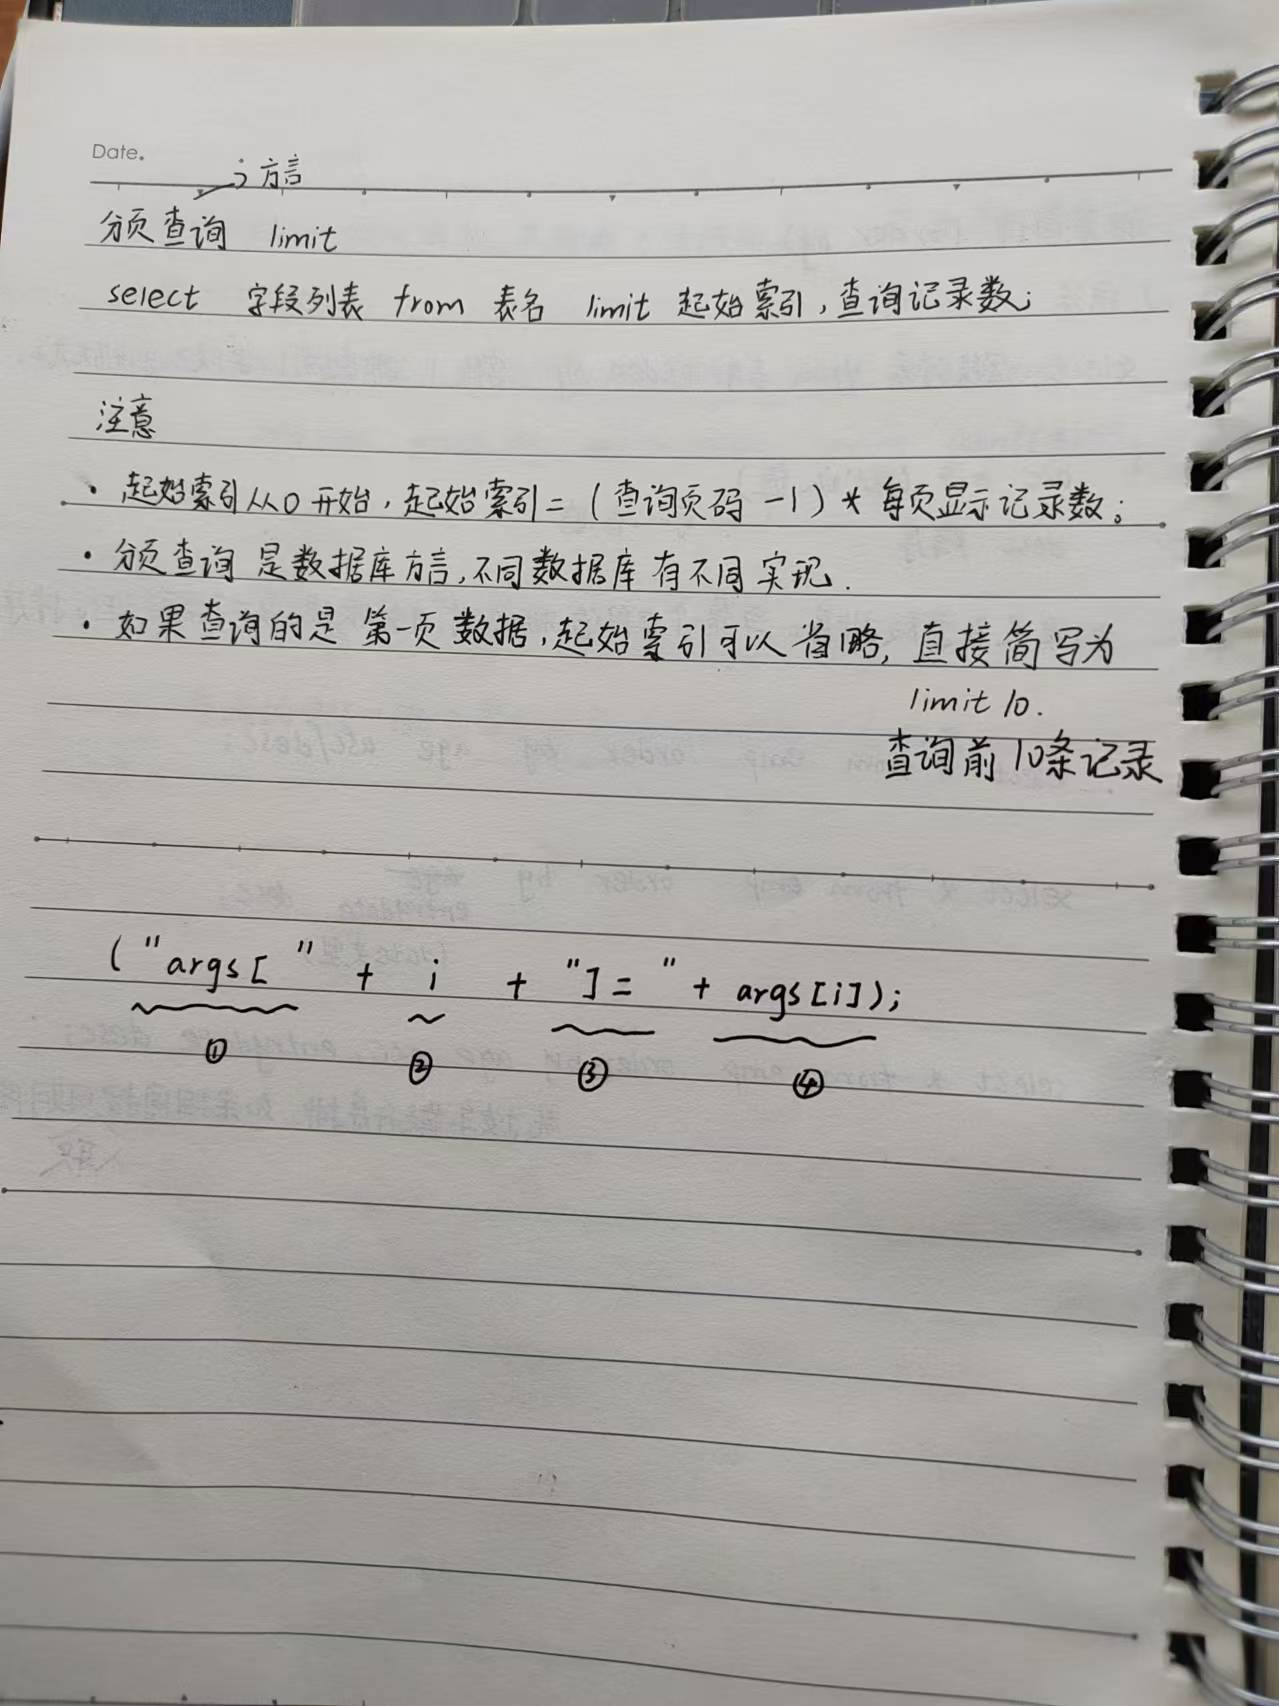 Date.
方言
分页查询 limit
select 字段列表 from 表名 limit 起始索引,查询记录数;
注意
· 起始索引从0开始,起始索引=(查询页码-1)*每页显示记录数;
· 分页查询是数据库方言,不同数据库有不同实现.
· 如果查询的是第一页数据,起始索引可以省略,直接简写为
limit 10.
查询前10条记录
("args[ " + i + "]= " + args[i]);
① ② ③ ④